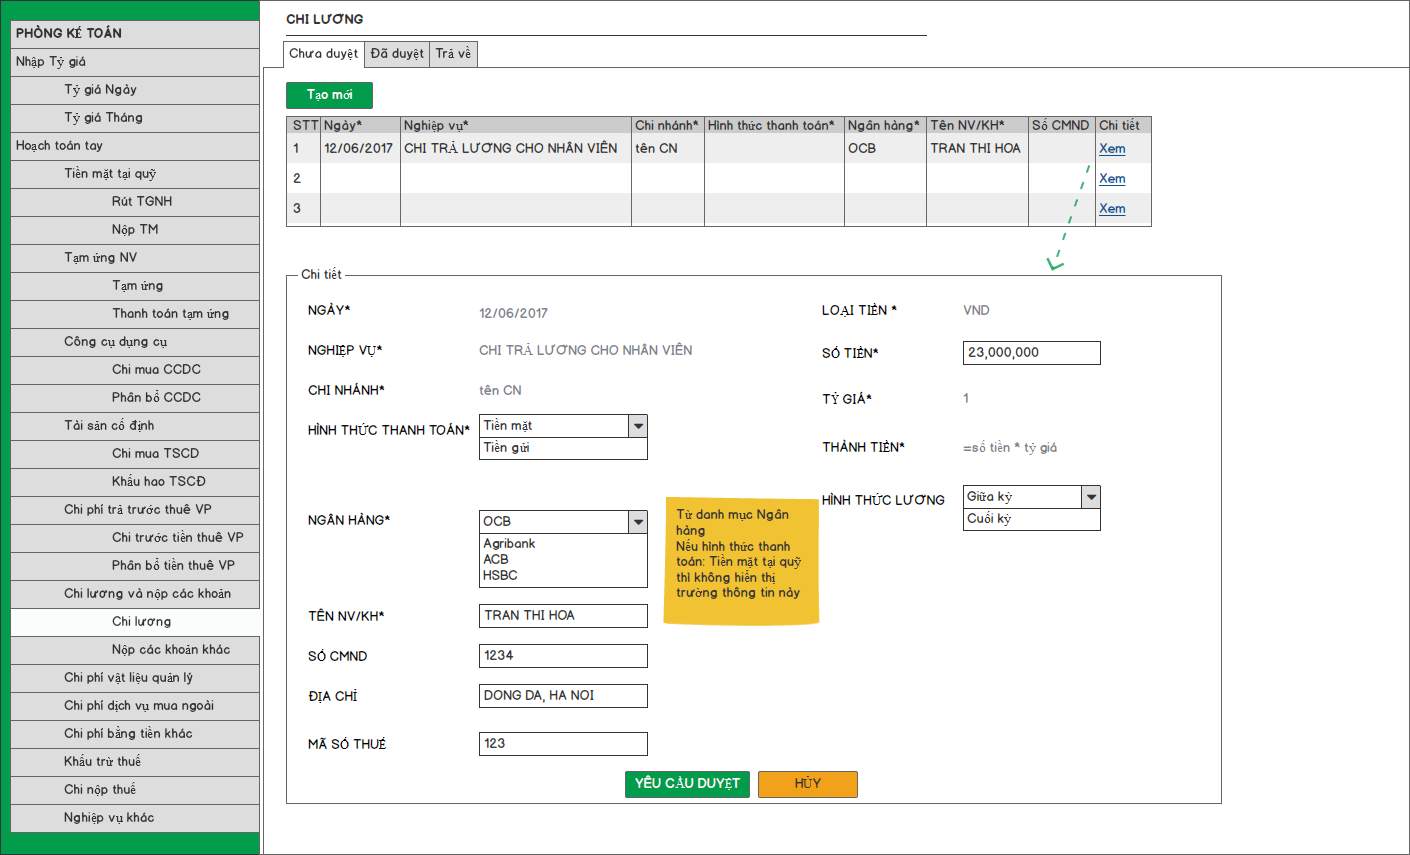 PHÒNG KẾ TOÁN
Nhập Tỷ giá
Tỷ giá Ngày
Tỷ giá Tháng
Hoạch toán tay
Tiền mặt tại quỹ
Rút TGNH
Nộp TM
Tạm ứng NV
Tạm ứng
Thanh toán tạm ứng
Công cụ dụng cụ
Chi mua CCDC
Phân bổ CCDC
Tài sản cố định
Chi mua TSCD
Khấu hao TSCĐ
Chi phí trả trước thuê VP
Chi trước tiền thuê VP
Phân bổ tiền thuê VP
Chi lương và nộp các khoản
Chi lương
Nộp các khoản khác
Chi phí vật liệu quản lý
Chi phí dịch vụ mua ngoài
Chi phí bằng tiền khác
Khấu trừ thuế
Chi nộp thuế
Nghiệp vụ khác
CHI LƯƠNG
Chưa duyệt Đã duyệt Trả về
Tạo mới
STT Ngày* Nghiệp vụ* Chi nhánh* Hình thức thanh toán* Ngân hàng* Tên NV/KH* Số CMND Chi tiết
1 12/06/2017 CHI TRẢ LƯƠNG CHO NHÂN VIÊN tên CN OCB TRAN THI HOA Xem
2 Xem
3 Xem
Chi tiết
NGÀY* 12/06/2017
NGHIỆP VỤ* CHI TRẢ LƯƠNG CHO NHÂN VIÊN
CHI NHÁNH* tên CN
HÌNH THỨC THANH TOÁN* Tiền mặt
Tiền gửi
NGÂN HÀNG* OCB
Agribank
ACB
HSBC
TÊN NV/KH* TRAN THI HOA
SỐ CMND 1234
ĐỊA CHỈ DONG DA, HA NOI
MÃ SỐ THUẾ 123
Từ danh mục Ngân
hàng
Nếu hình thức thanh
toán: Tiền mặt tại quỹ
thì không hiển thị
trường thông tin này
LOẠI TIỀN * VND
SỐ TIỀN* 23,000,000
TỶ GIÁ* 1
THÀNH TIỀN* =số tiền * tỷ giá
HÌNH THỨC LƯƠNG Giữa kỳ
Cuối kỳ
YÊU CẦU DUYỆT HỦY